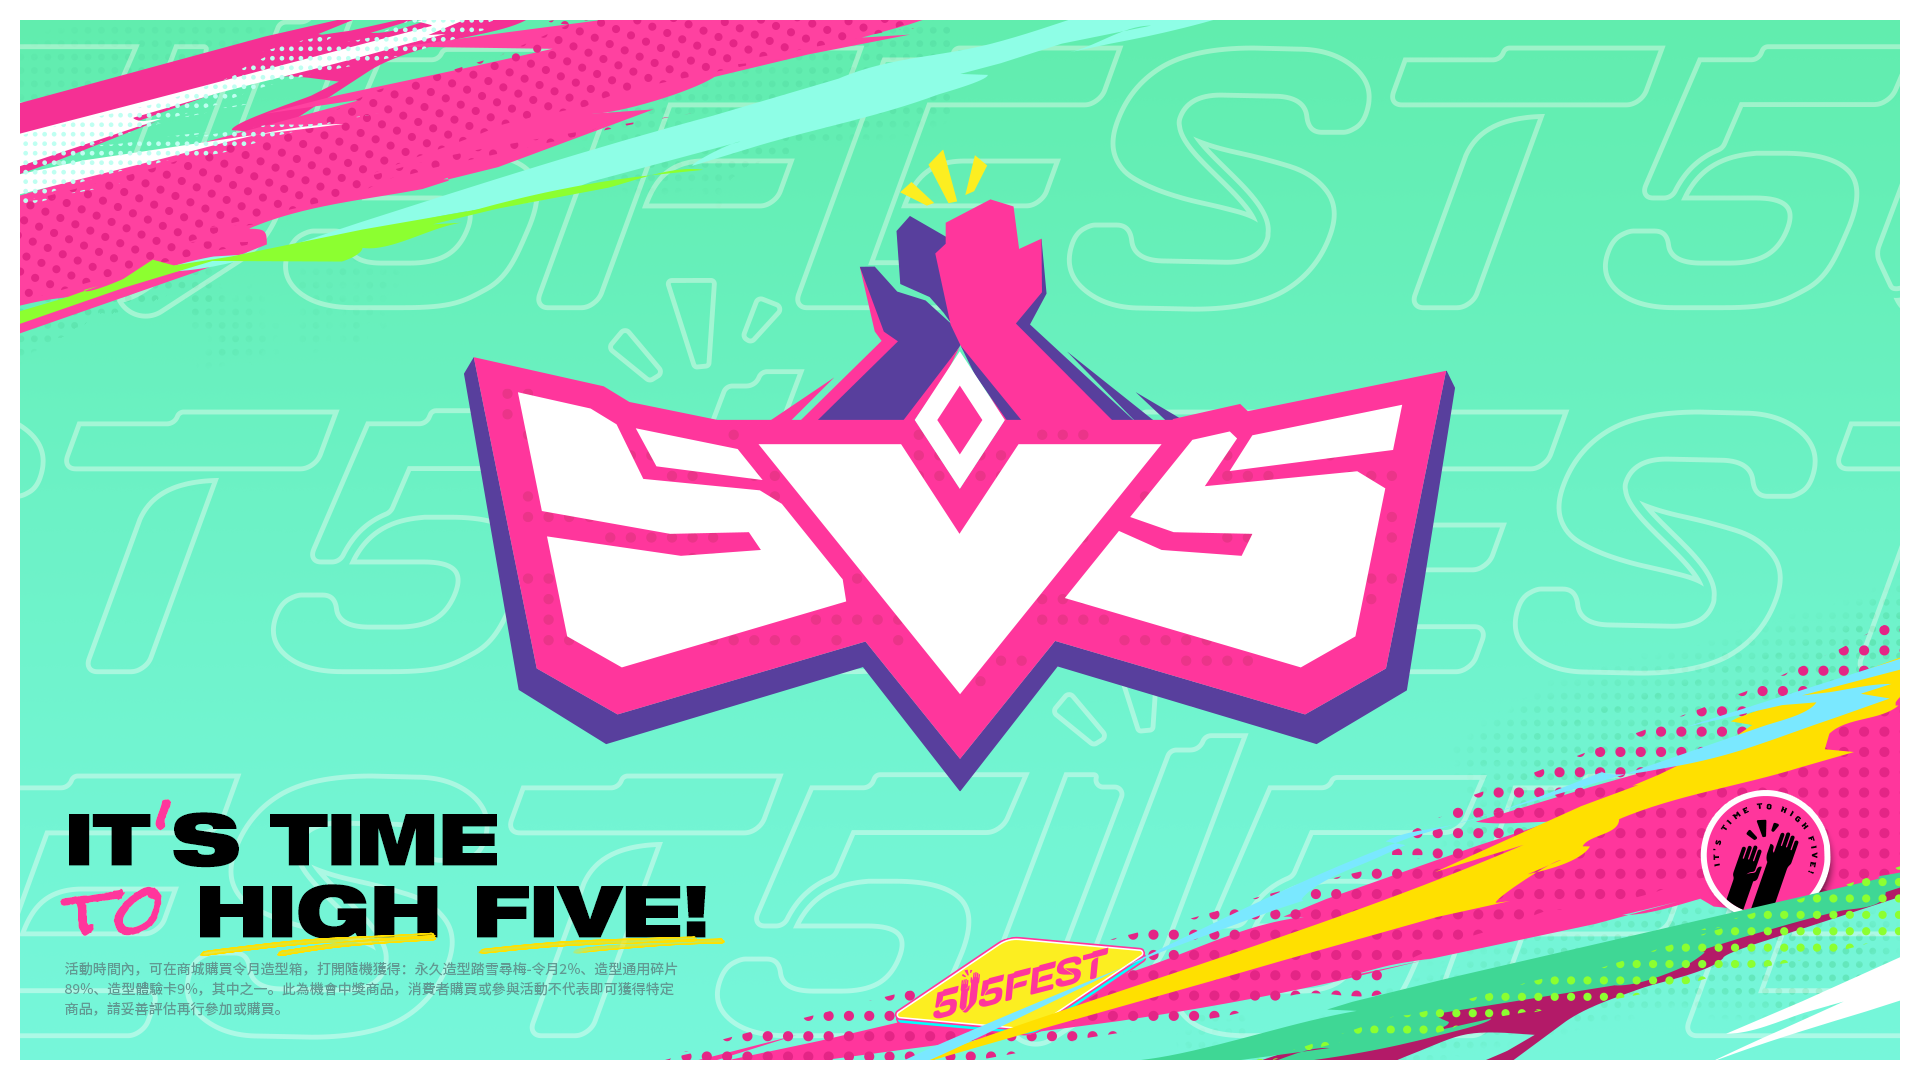 5V5
IT'S TIME
TO HIGH FIVE!
活動時間內，可在商城購買令月造型箱，打開隨機獲得：永久造型踏雪尋梅-令月2%、造型通用碎片
89%、造型體驗卡9%，其中之一。此為機會中獎商品，消費者購買或參與活動不代表即可獲得特定
商品，請妥善評估再行參加或購買。
5V5FEST
IT'S TIME TO HIGH FIVE!